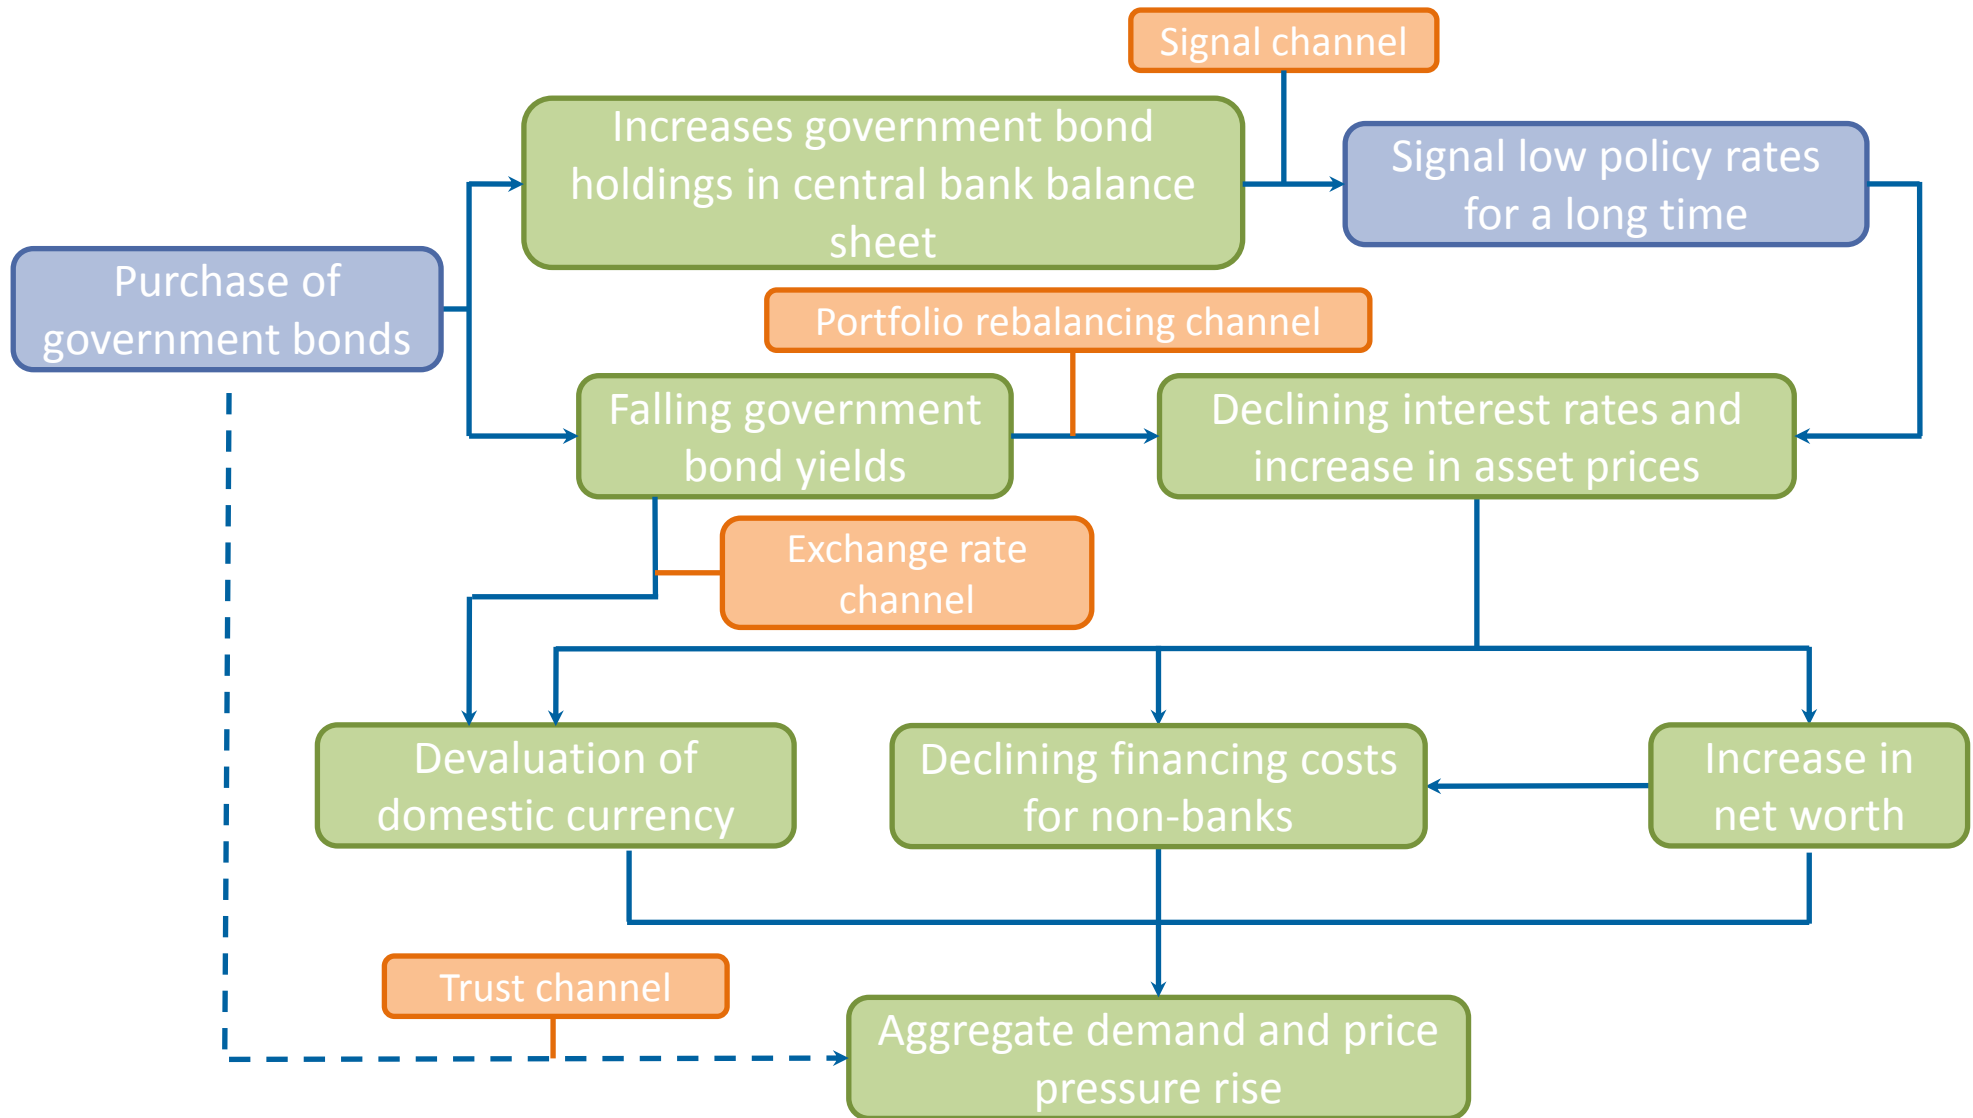 Signal channel
Increases government bond
holdings in central bank balance
sheet
Signal low policy rates
for a long time
Purchase of
government bonds
Portfolio rebalancing channel
Falling government
bond yields
Declining interest rates and
increase in asset prices
Exchange rate
channel
Devaluation of
domestic currency
Declining financing costs
for non-banks
Increase in
net worth
Trust channel
Aggregate demand and price
pressure rise